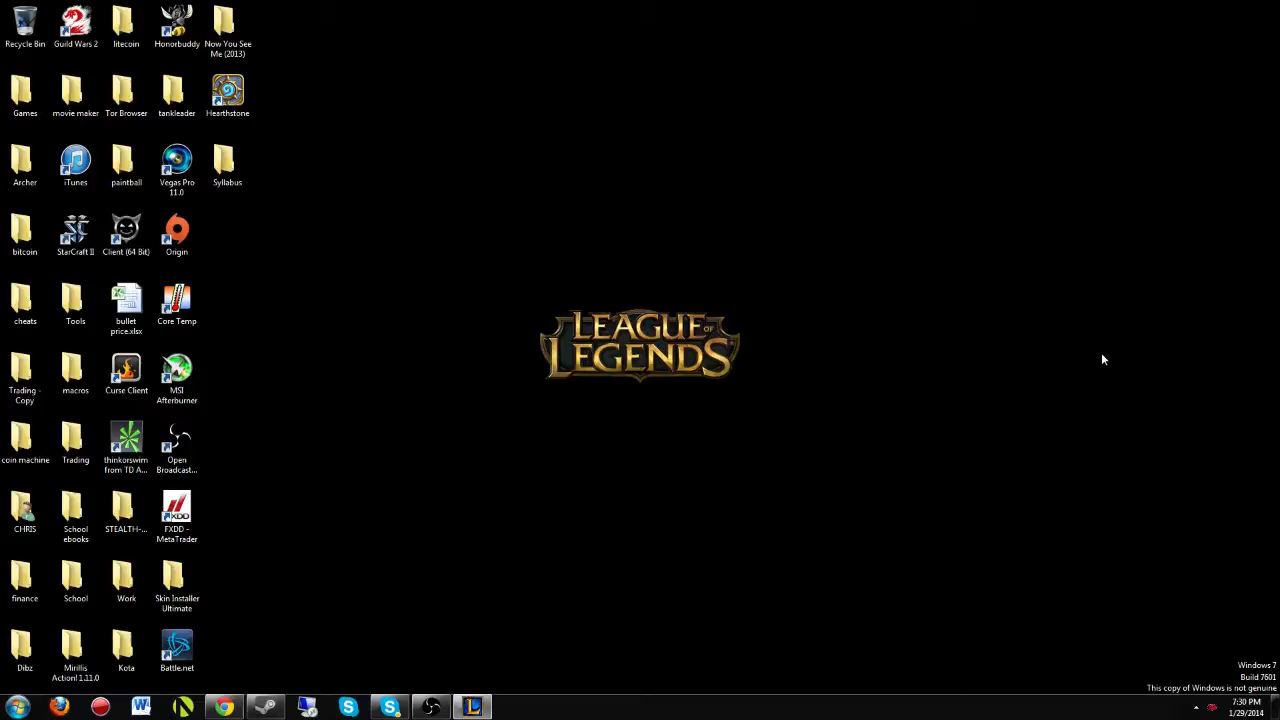 Recycle Bin
Guild Wars 2
litecoin
Honorbuddy
Now You See
Me (2013)
Games
movie maker
Tor Browser
tankleader
Hearthstone
Archer
iTunes
paintball
Vegas Pro
11.0
Syllabus
bitcoin
StarCraft II
Client (64 Bit)
Origin
cheats
Tools
bullet
price.xlsx
Core Temp
Trading -
Copy
macros
Curse Client
MSI
Afterburner
coin machine
Trading
thinkorswim
from TD A...
Open
Broadcast...
CHRIS
School
ebooks
STEALTH-...
XDD
FXDD -
MetaTrader
finance
School
Work
Skin Installer
Ultimate
Dibz
Mirillis
Action! 1.11.0
Kota
Battle.net
LEAGUE OF
LEGENDS
Windows 7
Build 7601
This copy of Windows is not genuine
7:30 PM
1/29/2014